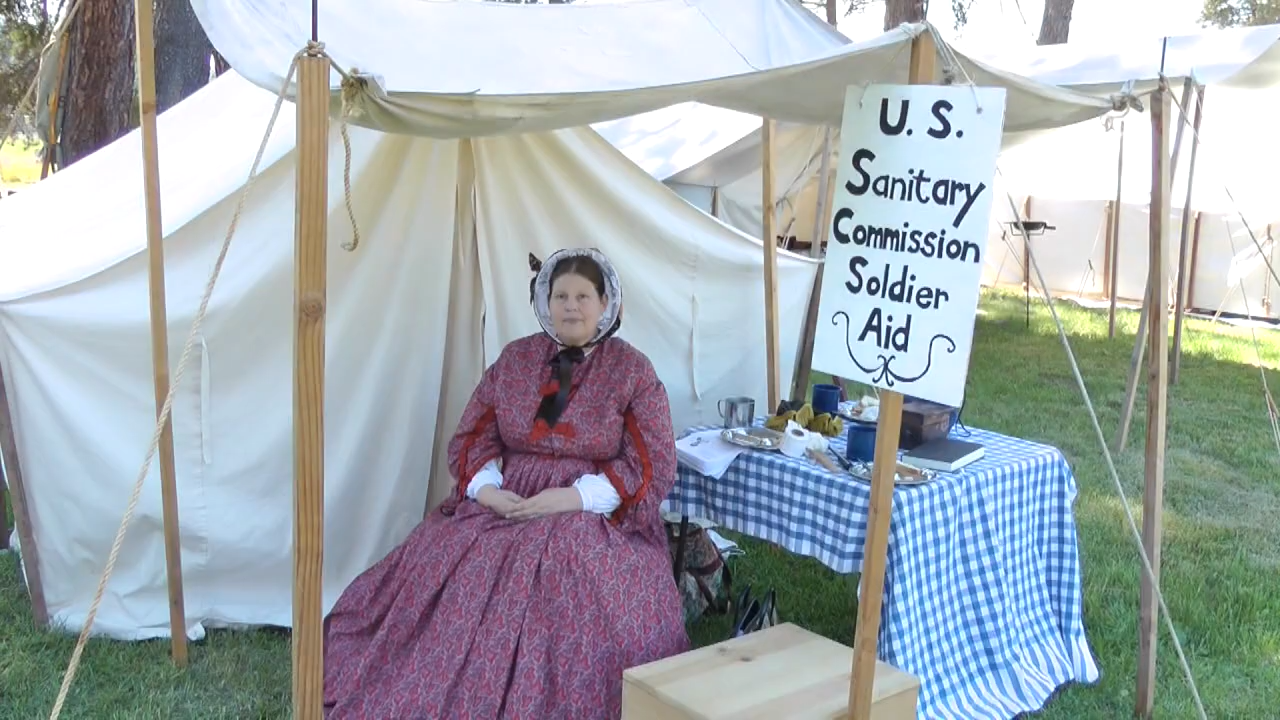 U. S.
Sanitary
Commission
Soldier
Aid